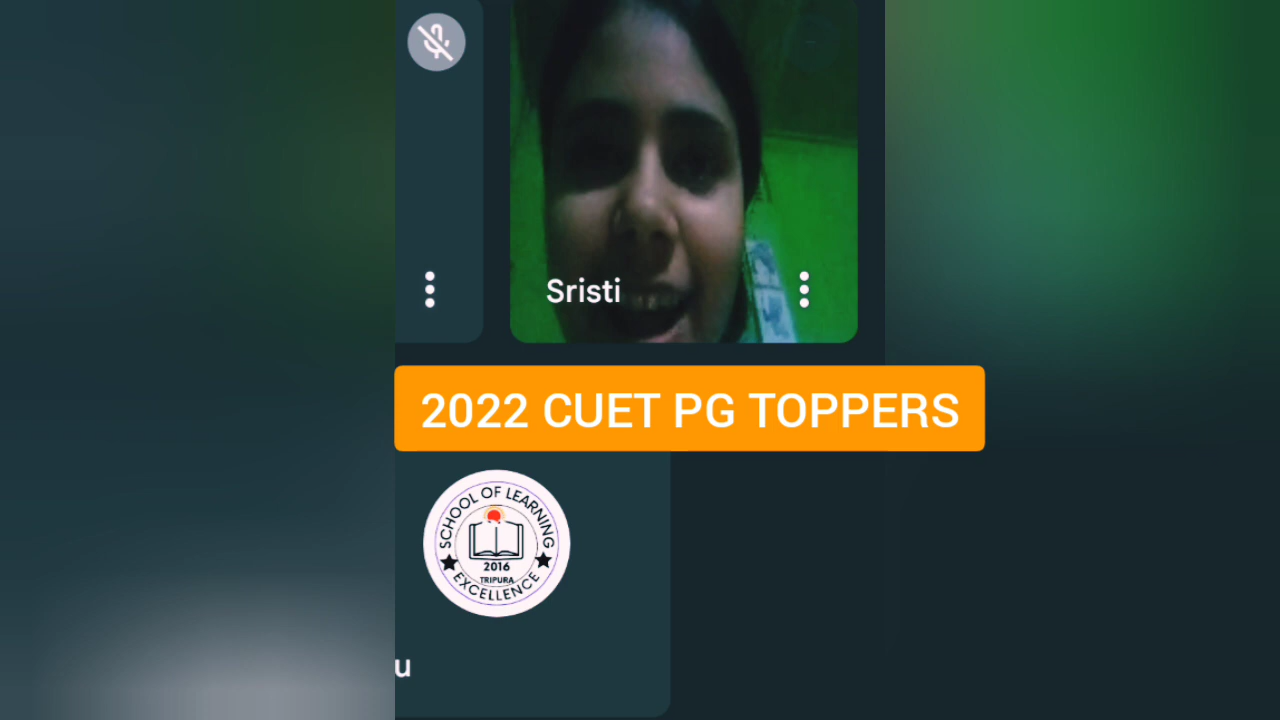 Sristi
2022 CUET PG TOPPERS
SCHOOL OF LEARNING
2016
TRIPURA
EXCELLENCE
u